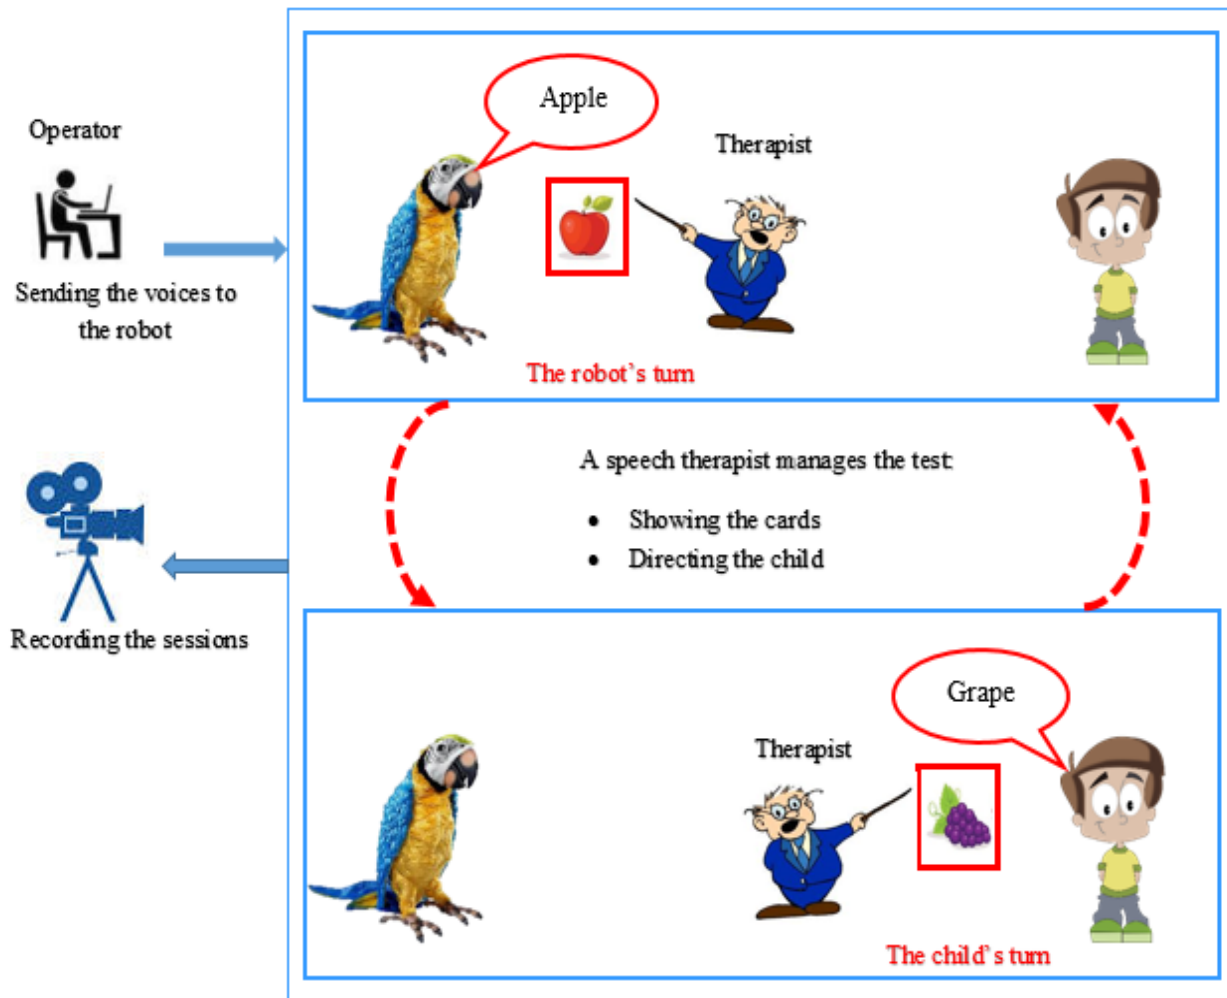 Apple
Operator
Therapist
Sending the voices to
the robot
The robot's turn
A speech therapist manages the test:
• Showing the cards
• Directing the child
Recording the sessions
Grape
Therapist
The child's turn